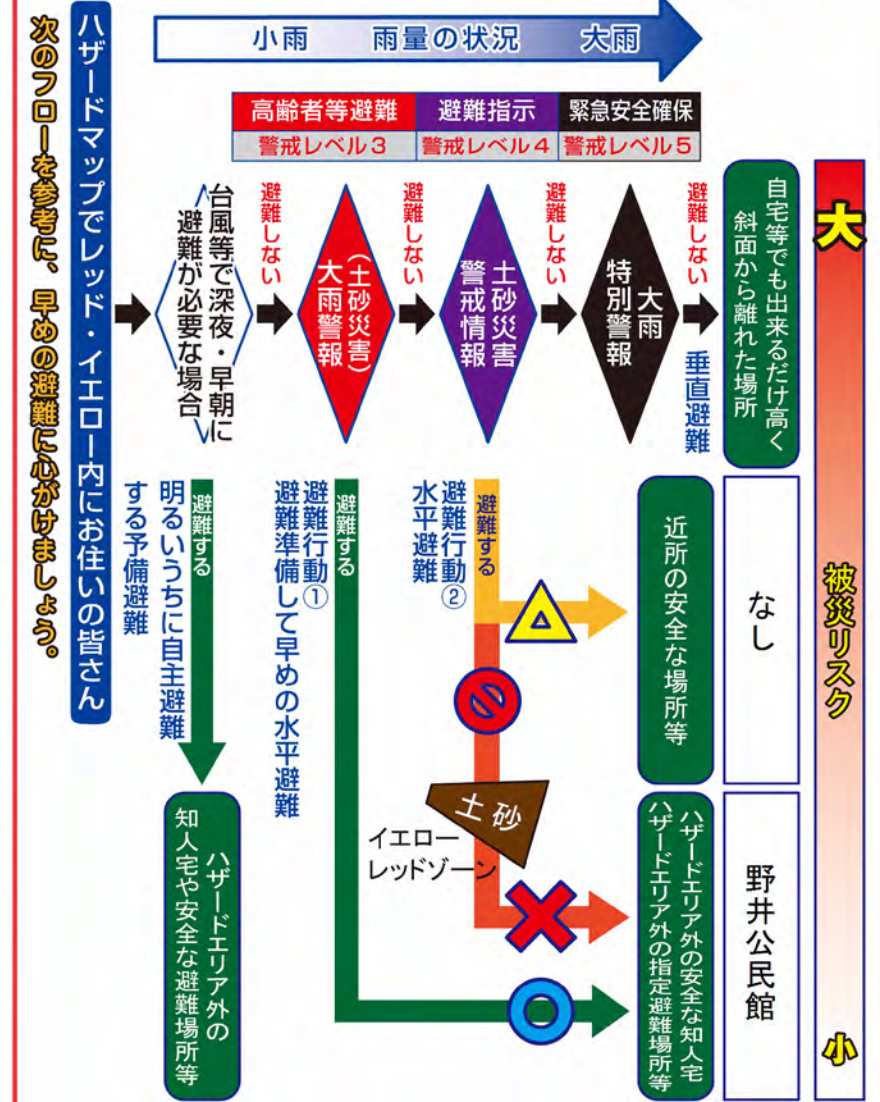 次のフローを参考に、早めの避難に心がけましょう。
ハザードマップでレッド・イエロー内にお住いの皆さん
小雨 雨量の状況 大雨
高齢者等避難 避難指示 緊急安全確保
警戒レベル3 警戒レベル4 警戒レベル5
台風等で深夜・早朝に
避難が必要な場合
避難しない
(土砂災害)
大雨警報
避難しない
土砂災害
警戒情報
避難しない
大雨
特別警報
避難しない
垂直避難
自宅等でも出来るだけ高く
斜面から離れた場所
大
被災リスク
小
避難する
明るいうちに自主避難
する予備避難
ハザードエリア外の
知人宅や安全な避難場所等
避難する
避難行動①
避難準備して早めの水平避難
避難する
避難行動②
水平避難
土砂
イエロー
レッドゾーン
近所の安全な場所等
なし
ハザードエリア外の安全な知人宅
ハザードエリア外の指定避難場所等
野井公民館